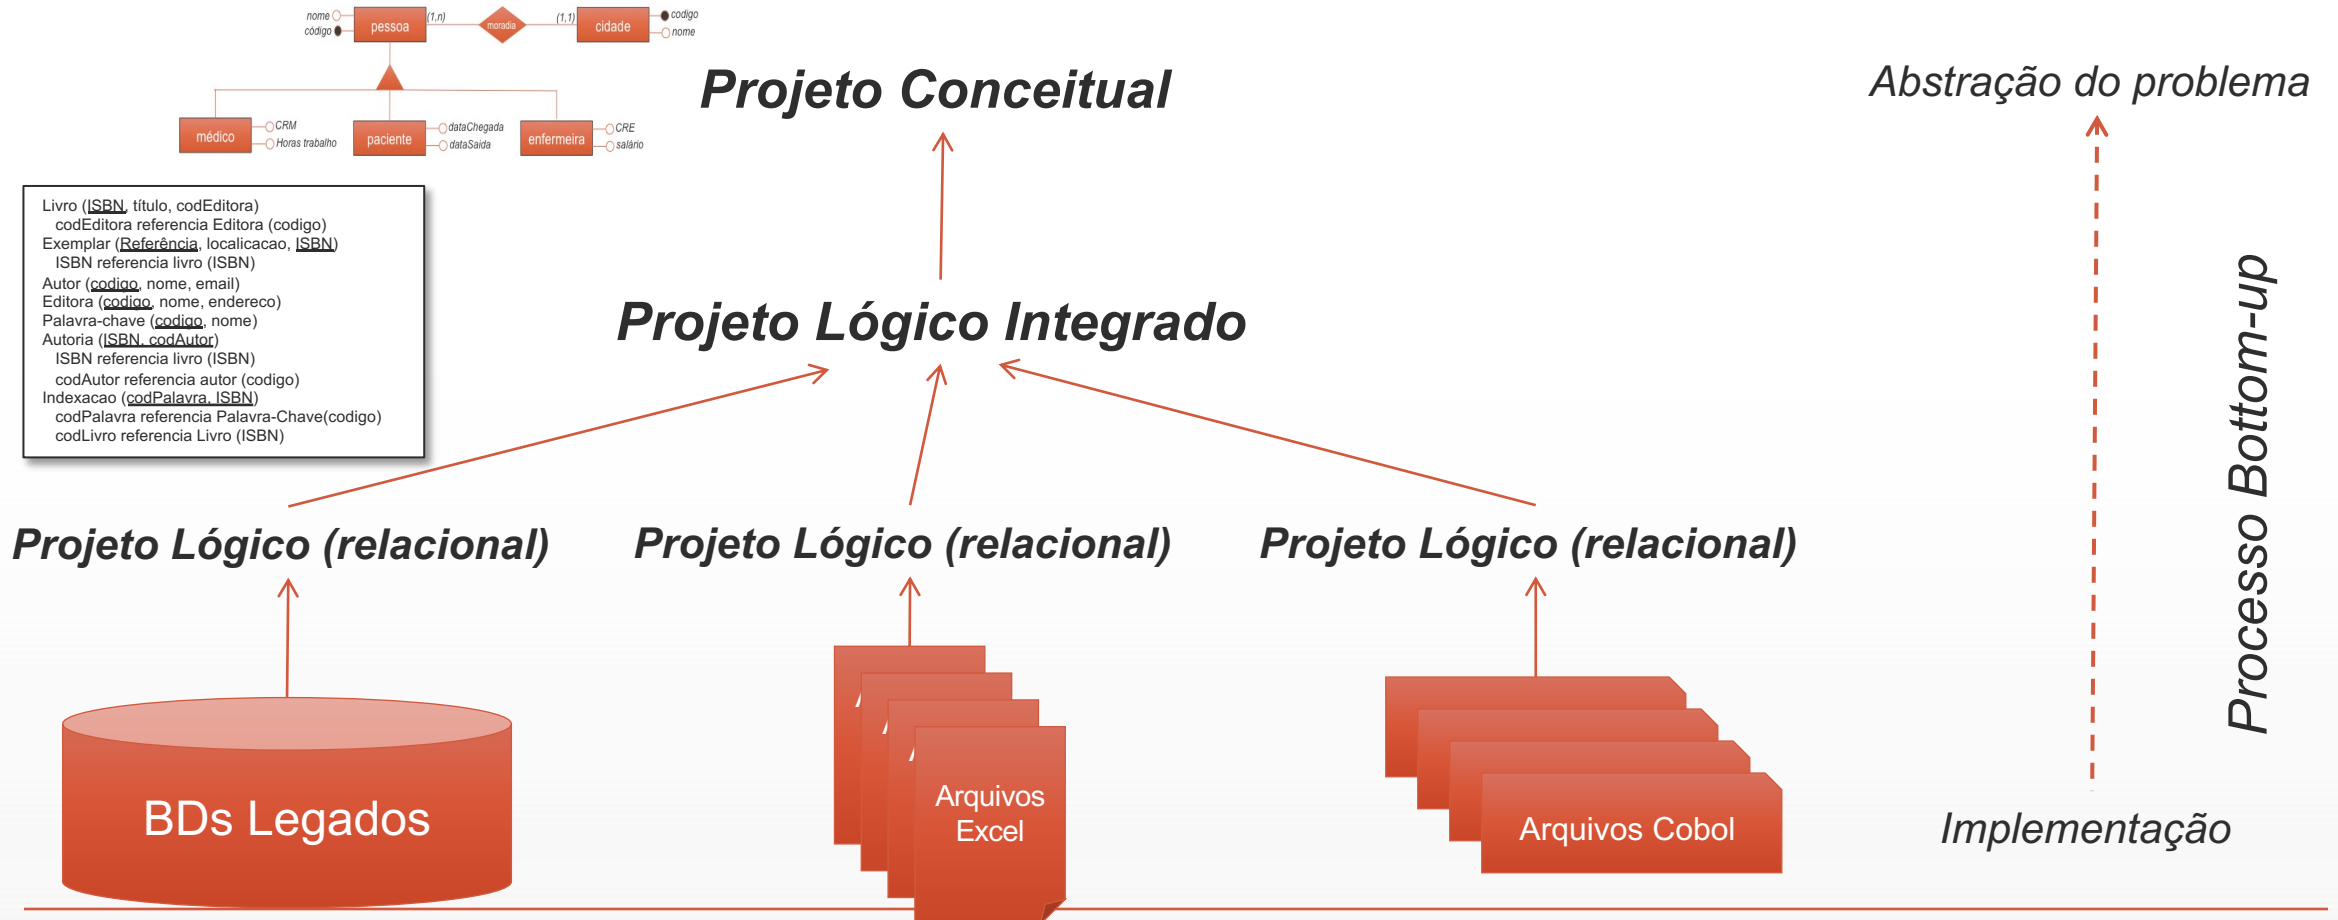 nome
código
pessoa
(1,n)
moradia
(1,1)
cidade
codigo
nome
médico
CRM
Horas trabalho
paciente
dataChegada
dataSaida
enfermeira
CRE
salário
Projeto Conceitual
Abstração do problema
Livro (ISBN, título, codEditora)
codEditora referencia Editora (codigo)
Exemplar (Referência, localicacao, ISBN)
ISBN referencia livro (ISBN)
Autor (codigo, nome, email)
Editora (codigo, nome, endereco)
Palavra-chave (codigo, nome)
Autoria (ISBN, codAutor)
ISBN referencia livro (ISBN)
codAutor referencia autor (codigo)
Indexacao (codPalavra, ISBN)
codPalavra referencia Palavra-Chave(codigo)
codLivro referencia Livro (ISBN)
Projeto Lógico Integrado
Processo Bottom-up
Projeto Lógico (relacional)
Projeto Lógico (relacional)
Projeto Lógico (relacional)
BDs Legados
Arquivos
Excel
Arquivos Cobol
Implementação